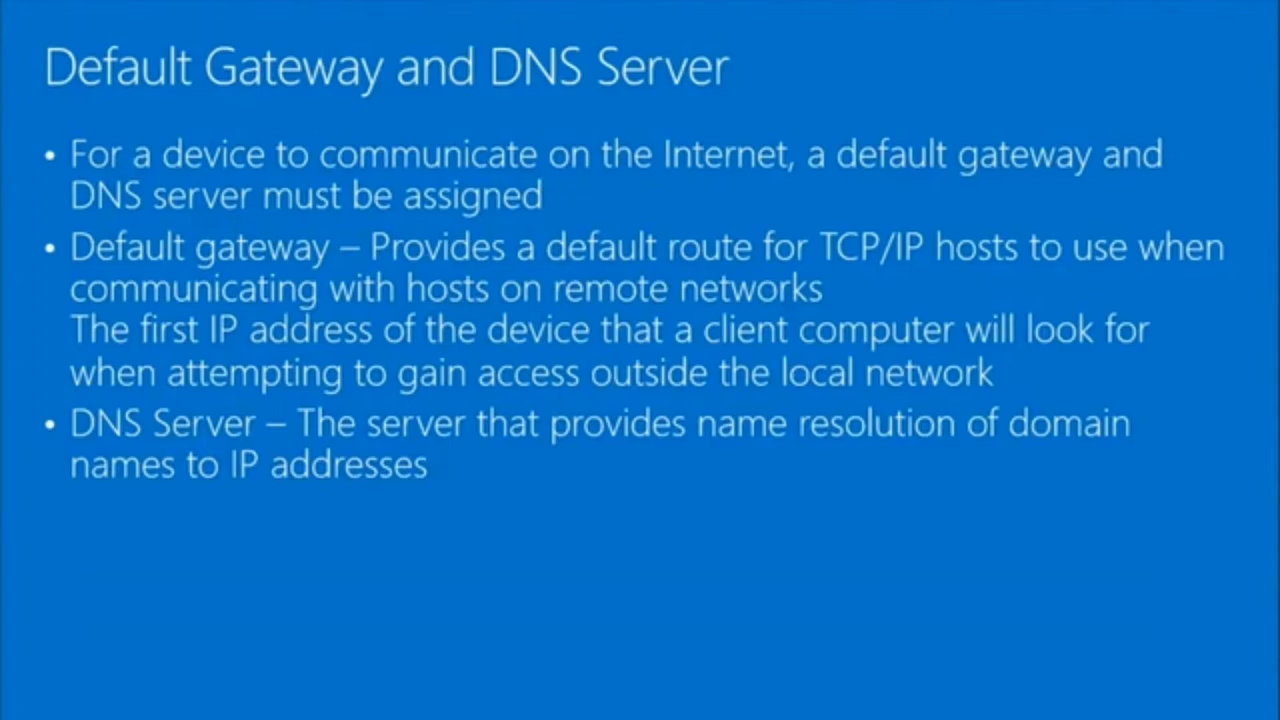 Default Gateway and DNS Server
• For a device to communicate on the Internet, a default gateway and
DNS server must be assigned
• Default gateway – Provides a default route for TCP/IP hosts to use when
communicating with hosts on remote networks
The first IP address of the device that a client computer will look for
when attempting to gain access outside the local network
• DNS Server – The server that provides name resolution of domain
names to IP addresses